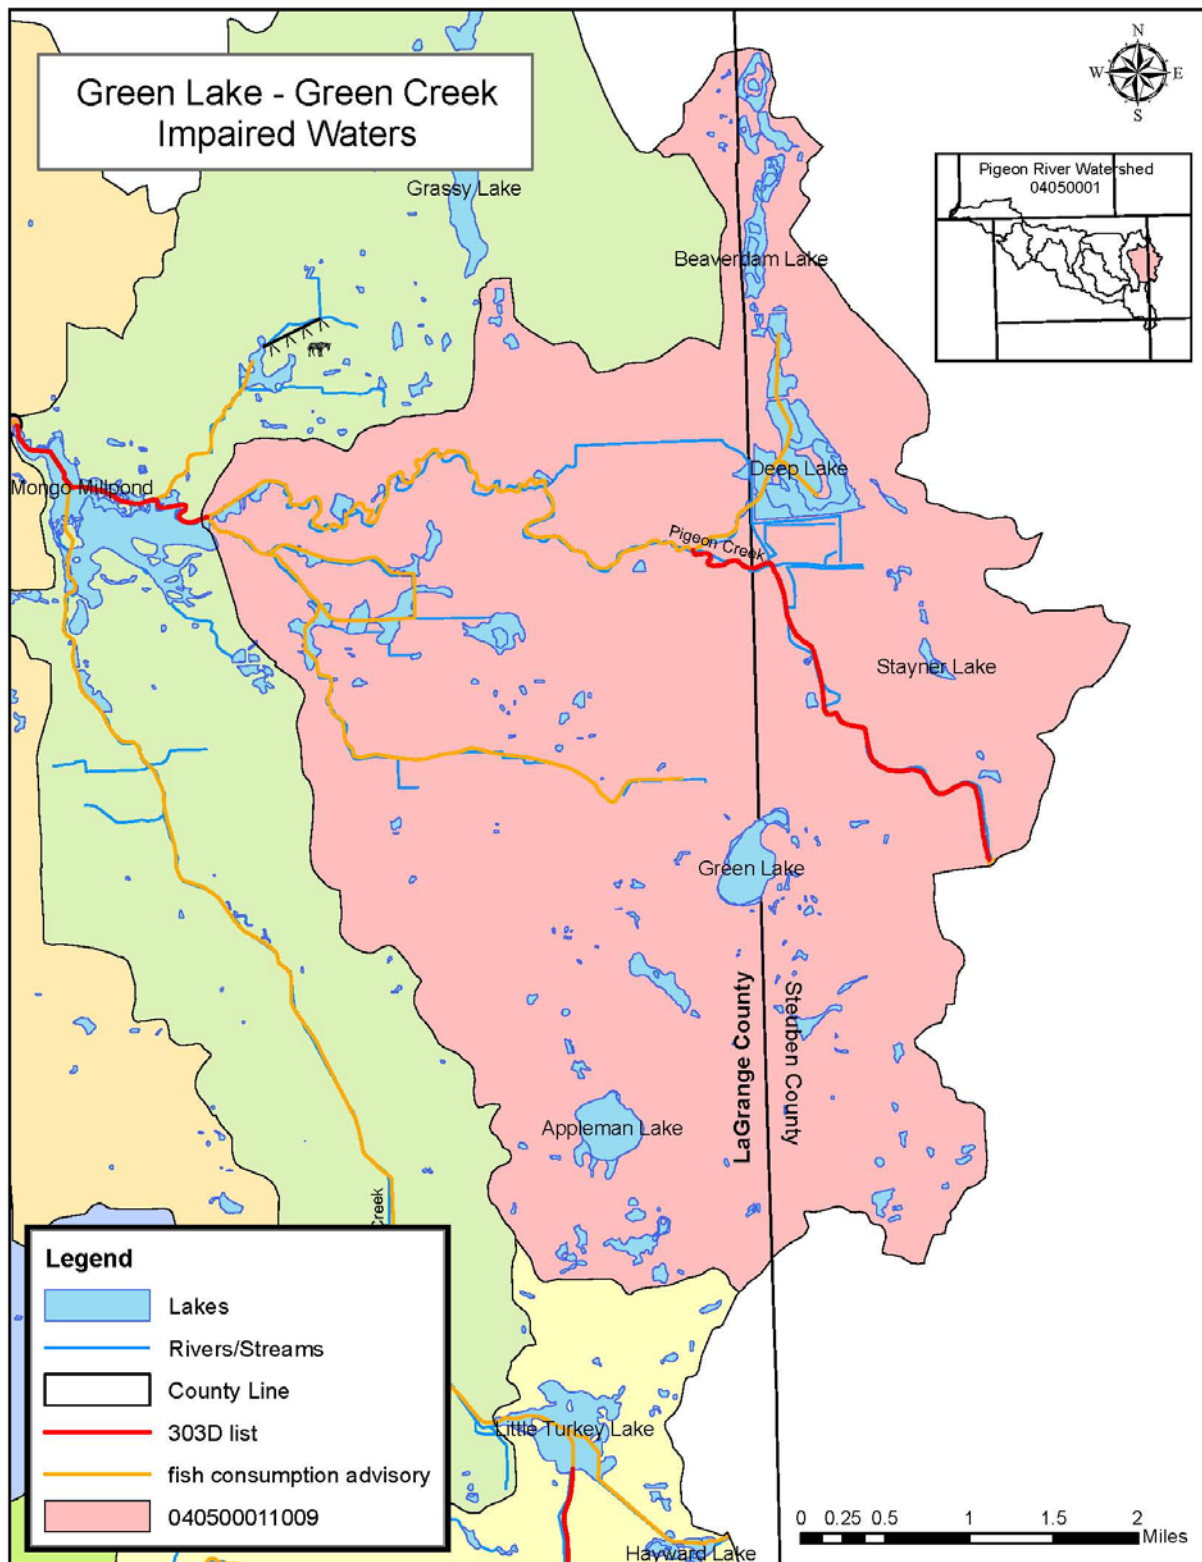 Green Lake - Green Creek
Impaired Waters
N
W
E
S
Pigeon River Watershed
04050001
Grassy Lake
Beaverdam Lake
Deep Lake
Mongo Millpond
Pigeon Creek
Stayner Lake
Green Lake
LaGrange County
Steuben County
Appleman Lake
Creek
Legend
Lakes
Rivers/Streams
County Line
303D list
fish consumption advisory
040500011009
Little Turkey Lake
Hayward Lake
0 0.25 0.5 1 1.5 2
Miles